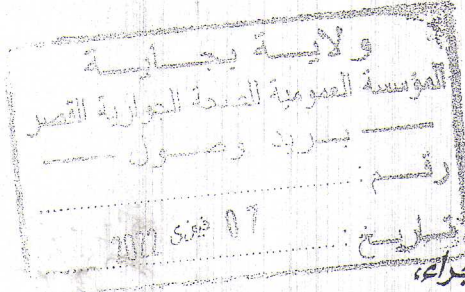 ولاية بجاية
المؤسسة العمومية للصحة الجوارية القصر
بريد وصول
رقم :
تاريخ : 07 فيفري 2022